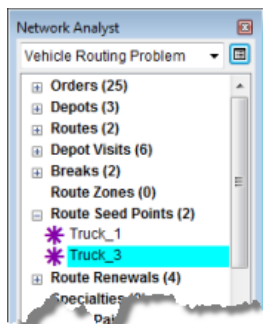 Network Analyst
Vehicle Routing Problem
Orders (25)
Depots (3)
Routes (2)
Depot Visits (6)
Breaks (2)
Route Zones (0)
Route Seed Points (2)
Truck_1
Truck_3
Route Renewals (4)
Specialties